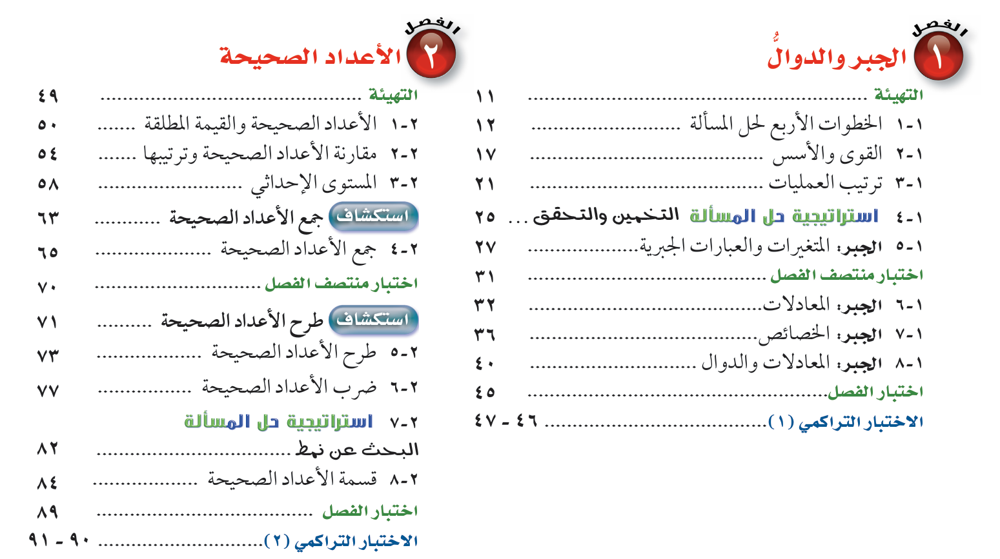 الفصل ١ الجبر والدوالُّ
التهيئة ............................................................. ١١
١-١ الخطوات الأربع لحل المسألة ........................... ١٢
١-٢ القوى والأسس .......................................... ١٧
١-٣ ترتيب العمليات .......................................... ٢١
١-٤ استراتيجية حل المسألة التخمين والتحقق ... ٢٥
١-٥ الجبر: المتغيرات والعبارات الجبرية.................... ٢٧
اختبار منتصف الفصل ........................................... ٣١
١-٦ الجبر: المعادلات.......................................... ٣٢
١-٧ الجبر: الخصائص......................................... ٣٦
١-٨ الجبر: المعادلات والدوال .............................. ٤٠
اختبار الفصل...................................................... ٤٥
الاختبار التراكمي (١)........................................ ٤٦ - ٤٧
الفصل ٢ الأعداد الصحيحة
التهيئة ............................................... ٤٩
٢-١ الأعداد الصحيحة والقيمة المطلقة ....... ٥٠
٢-٢ مقارنة الأعداد الصحيحة وترتيبها ....... ٥٤
٢-٣ المستوى الإحداثي .......................... ٥٨
استكشاف جمع الأعداد الصحيحة ............ ٦٣
٢-٤ جمع الأعداد الصحيحة ..................... ٦٥
اختبار منتصف الفصل .............................. ٧٠
استكشاف طرح الأعداد الصحيحة .......... ٧١
٢-٥ طرح الأعداد الصحيحة ................... ٧٣
٢-٦ ضرب الأعداد الصحيحة ................. ٧٧
٢-٧ استراتيجية حل المسألة
البحث عن نمط ................................... ٨٢
٢-٨ قسمة الأعداد الصحيحة ................... ٨٤
اختبار الفصل ....................................... ٨٩
الاختبار التراكمي (٢).............................. ٩٠ - ٩١